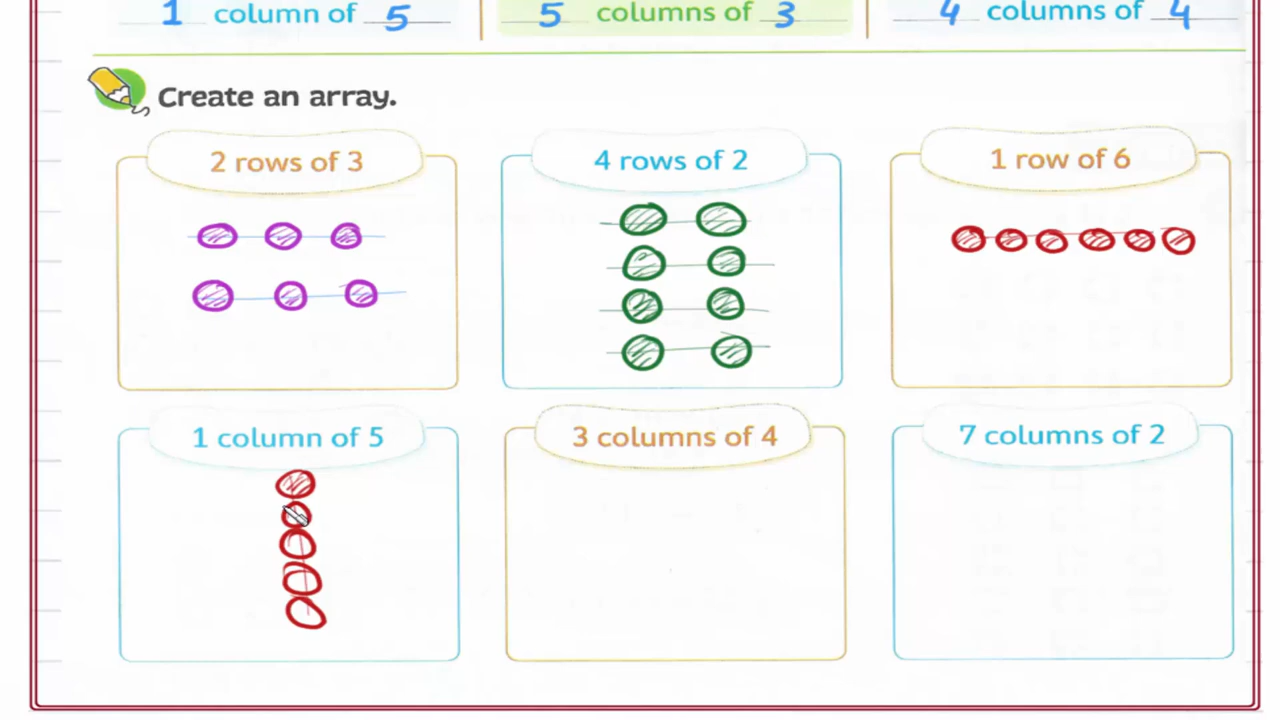 1 column of 5
5 columns of 3
4 columns of 4
Create an array.
2 rows of 3
4 rows of 2
1 row of 6
1 column of 5
3 columns of 4
7 columns of 2